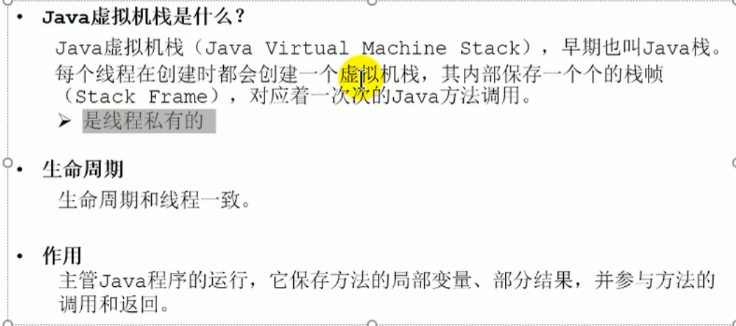 • Java虚拟机栈是什么？
Java虚拟机栈（Java Virtual Machine Stack），早期也叫Java栈。
每个线程在创建时都会创建一个虚拟机栈，其内部保存一个个的栈帧
（Stack Frame），对应着一次次的Java方法调用。
➢ 是线程私有的
• 生命周期
生命周期和线程一致。
• 作用
主管Java程序的运行，它保存方法的局部变量、部分结果，并参与方法的
调用和返回。